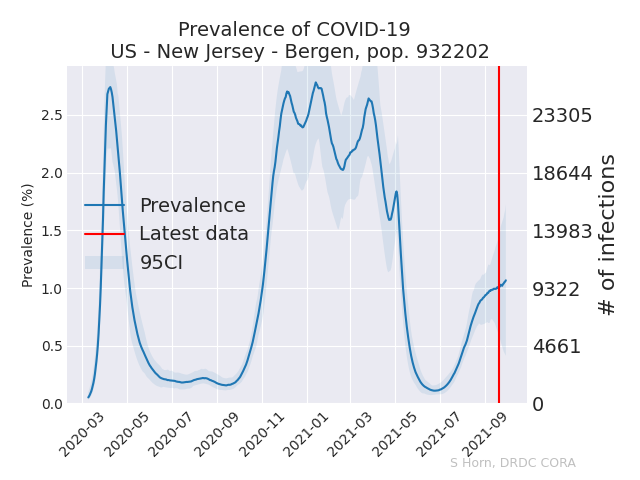 Prevalence of COVID-19
US - New Jersey - Bergen, pop. 932202
Prevalence (%)
2.5
2.0
1.5
1.0
0.5
0.0
Prevalence
Latest data
95CI
23305
18644
13983
9322
4661
0
# of infections
2020-03
2020-05
2020-07
2020-09
2020-11
2021-01
2021-03
2021-05
2021-07
2021-09
S Horn, DRDC CORA